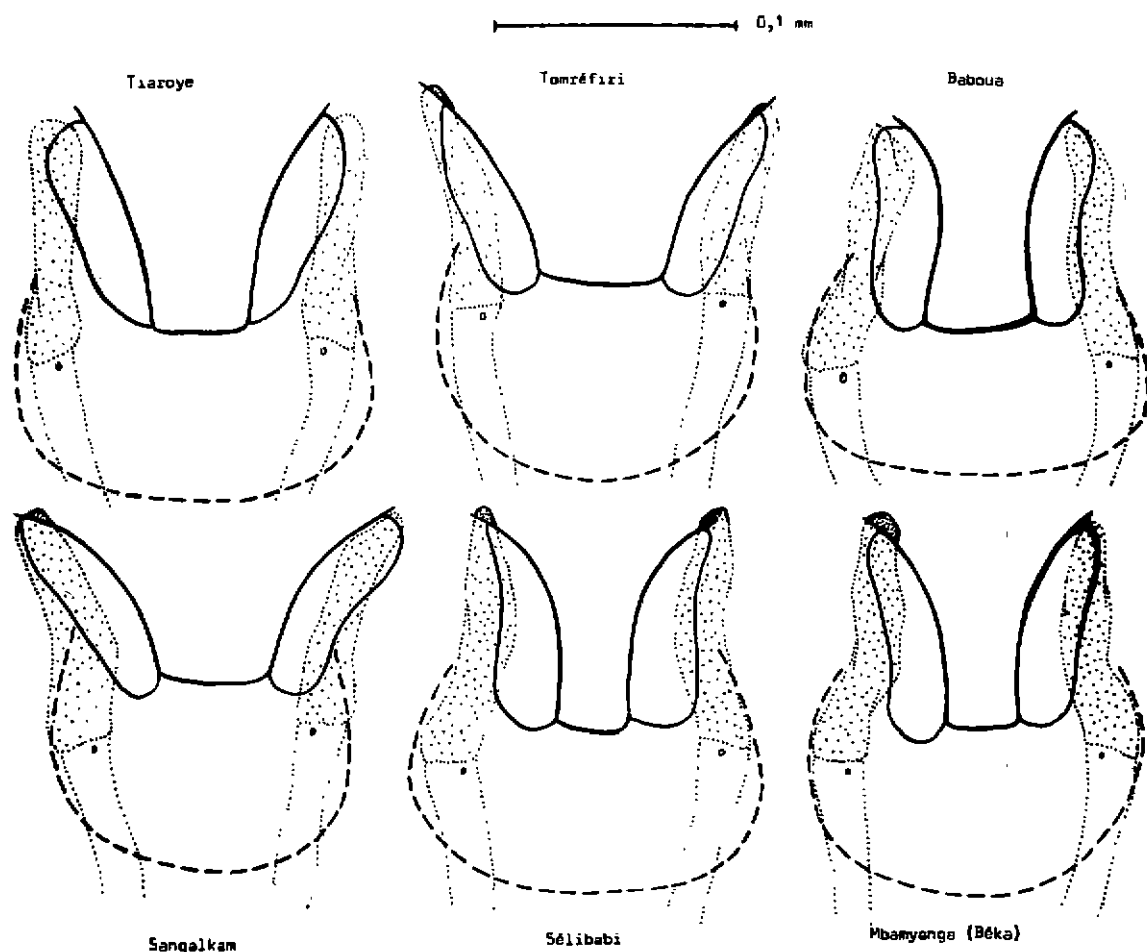 0,1 mm
Tiaroye
Tomréfiri
Baboua
Sangalkam
Sélibabi
Mbamyanga (Béka)